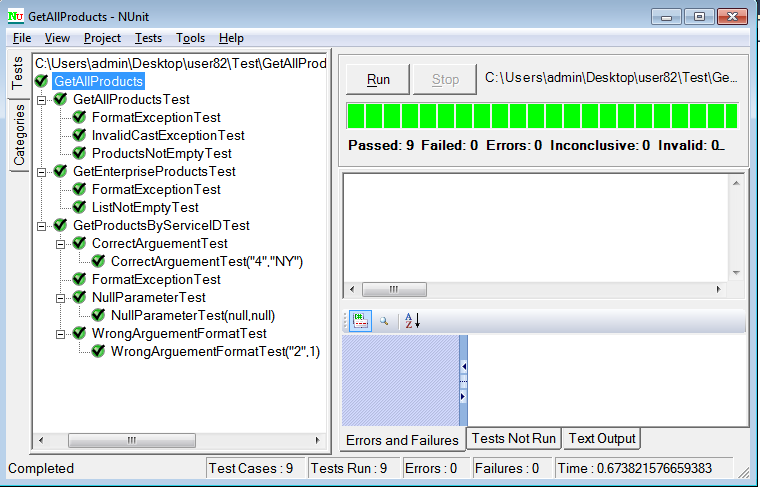 GetAllProducts - NUnit
File View Project Tests Tools Help
Tests
Categories
C:\Users\admin\Desktop\user82\Test\GetAllProd
GetAllProducts
GetAllProductsTest
FormatExceptionTest
InvalidCastExceptionTest
ProductsNotEmptyTest
GetEnterpriseProductsTest
FormatExceptionTest
ListNotEmptyTest
GetProductsByServiceIDTest
CorrectArguementTest
CorrectArguementTest("4","NY")
FormatExceptionTest
NullParameterTest
NullParameterTest(null,null)
WrongArguementFormatTest
WrongArguementFormatTest("2",1)
Run Stop C:\Users\admin\Desktop\user82\Test\Ge...
Passed: 9 Failed: 0 Errors: 0 Inconclusive: 0 Invalid: 0...
Errors and Failures Tests Not Run Text Output
Completed Test Cases : 9 Tests Run : 9 Errors : 0 Failures : 0 Time : 0.673821576659383